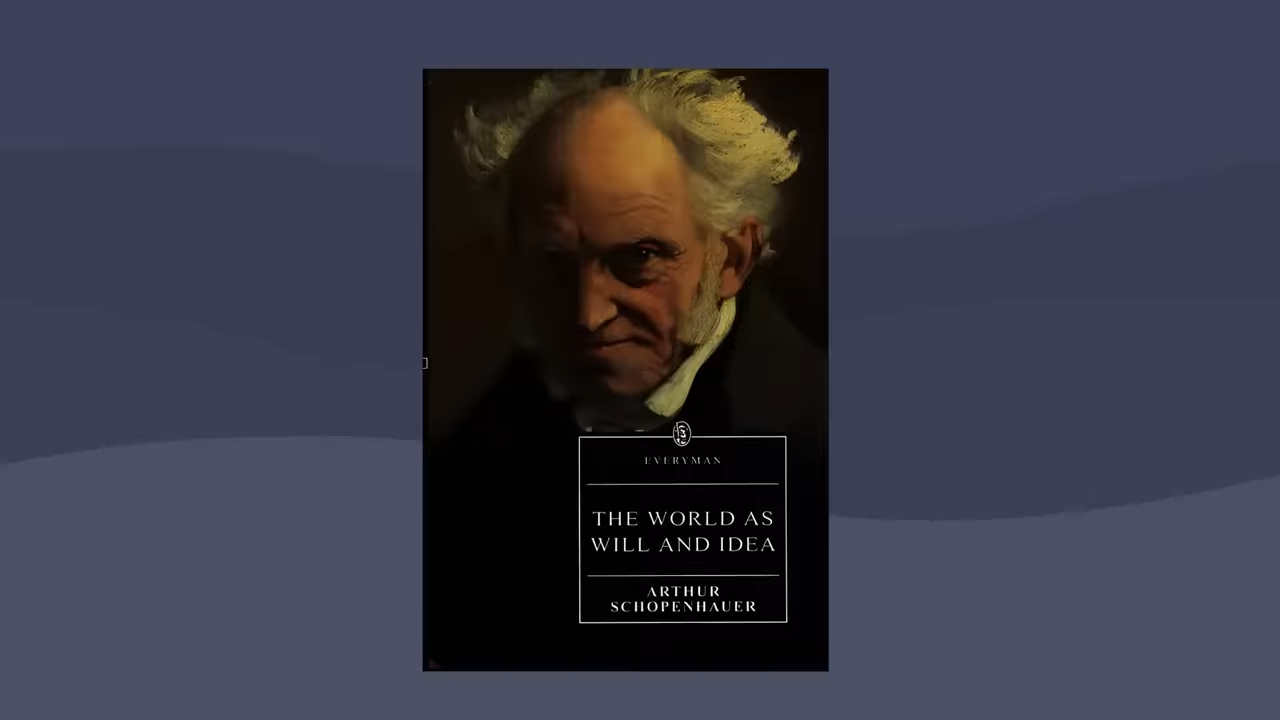 EVERYMAN
THE WORLD AS
WILL AND IDEA
ARTHUR
SCHOPENHAUER